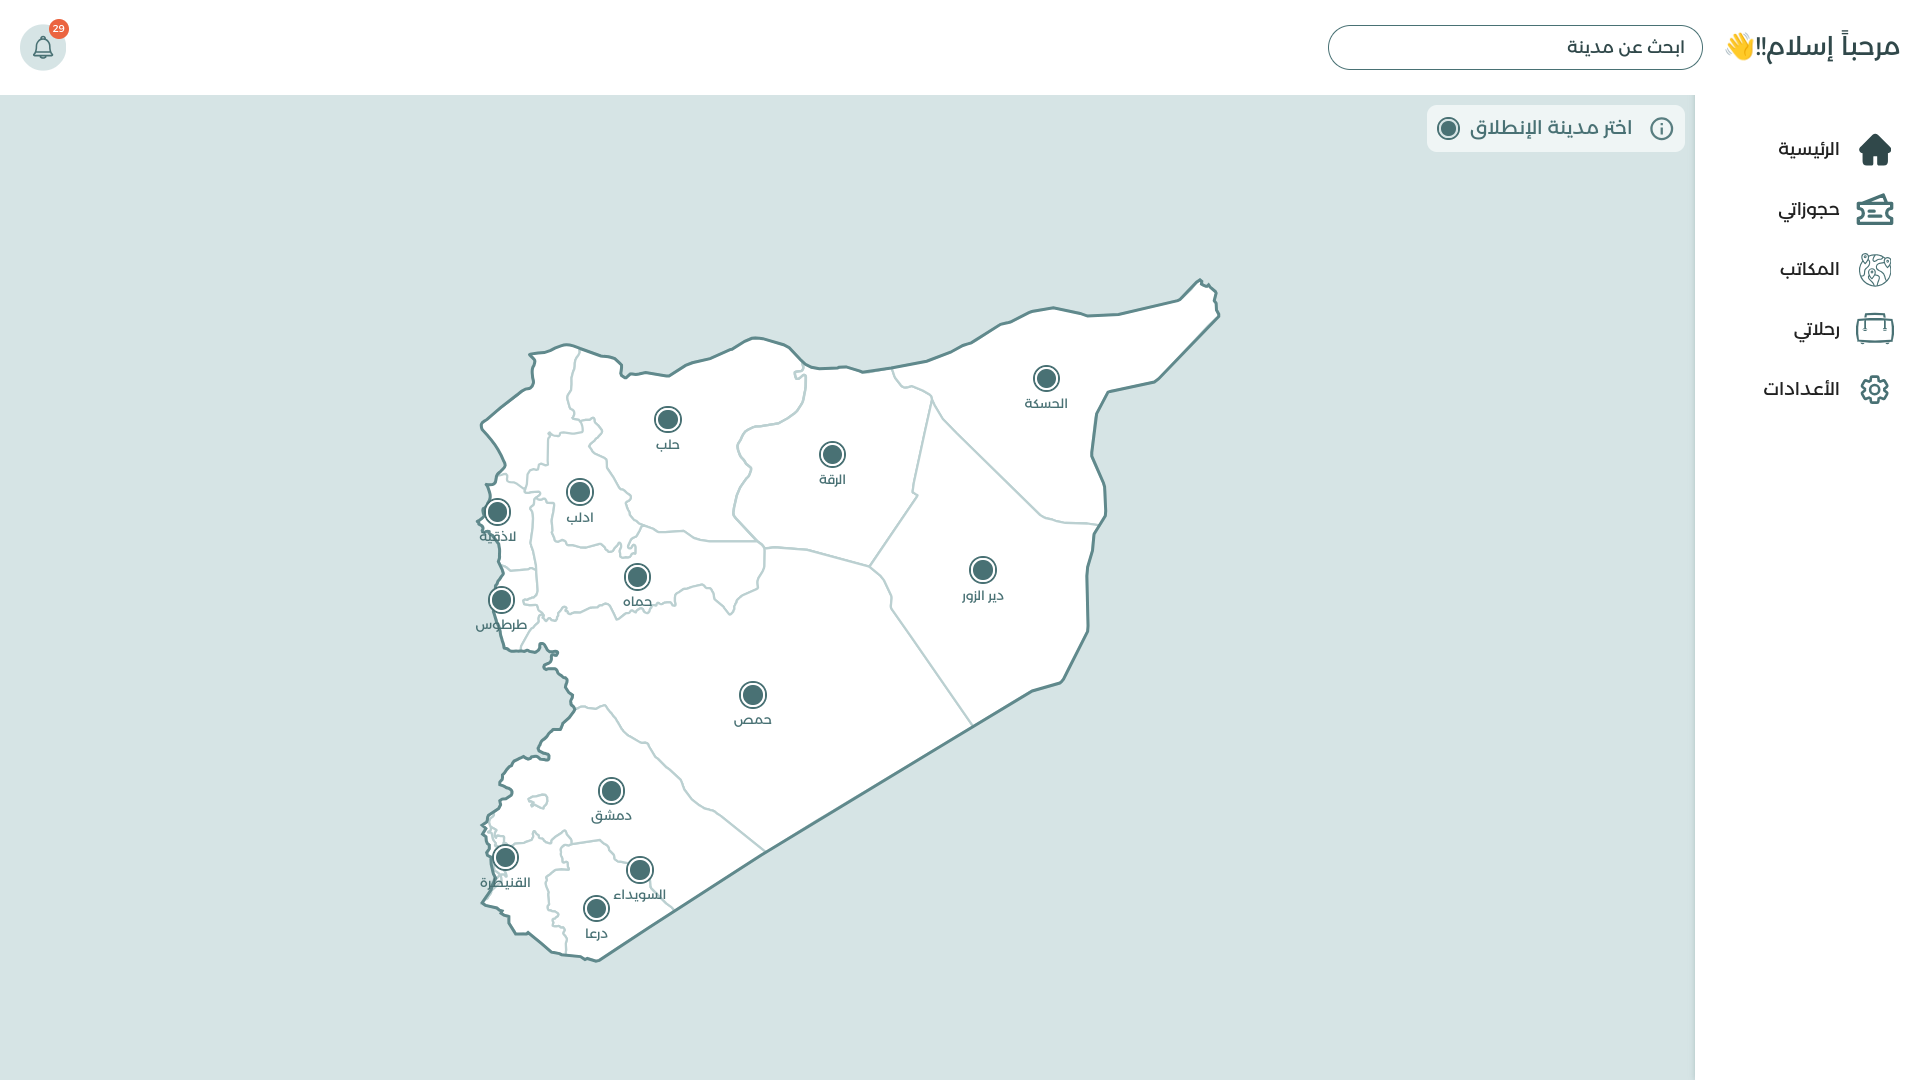 مرحباً إسلام!!👋
ابحث عن مدينة
29
الرئيسية
حجوزاتي
المكاتب
رحلاتي
الأعدادات
اختر مدينة الإنطلاق
الحسكة
حلب
الرقة
ادلب
لاذقية
دير الزور
حماه
طرطوس
حمص
دمشق
القنيطرة
السويداء
درعا